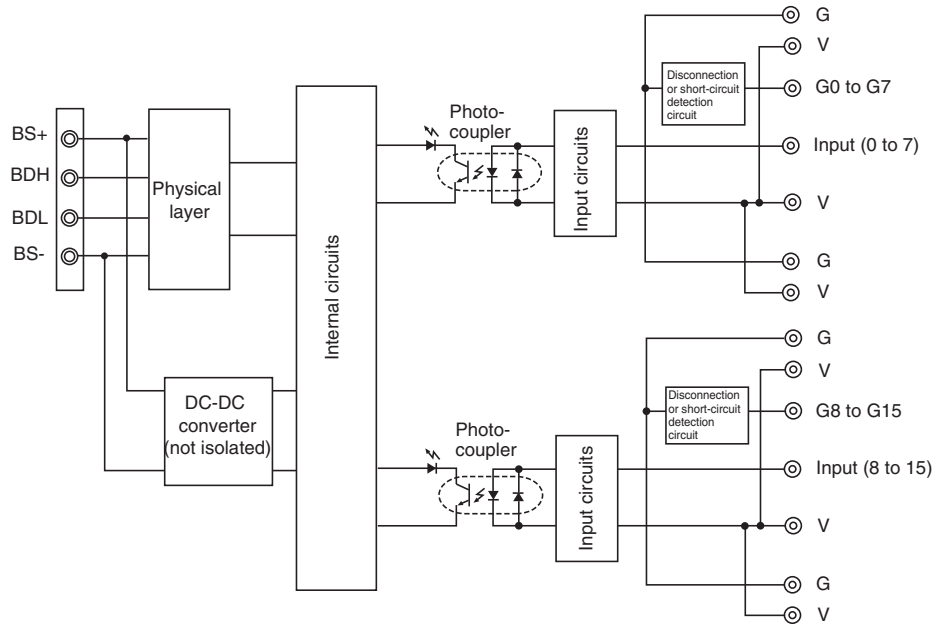 BS+
BDH
BDL
BS-
Physical
layer
DC-DC
converter
(not isolated)
Internal circuits
Photo-
coupler
Input circuits
Disconnection
or short-circuit
detection
circuit
G
V
G0 to G7
Input (0 to 7)
V
G
V
Photo-
coupler
Input circuits
Disconnection
or short-circuit
detection
circuit
G
V
G8 to G15
Input (8 to 15)
V
G
V